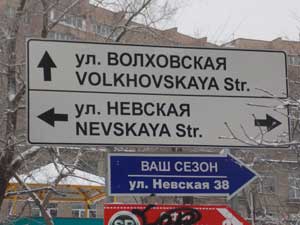 ул. ВОЛХОВСКАЯ
VOLKHOVSKAYA Str.
ул. НЕВСКАЯ
NEVSKAYA Str.
ВАШ СЕЗОН
ул. Невская 38